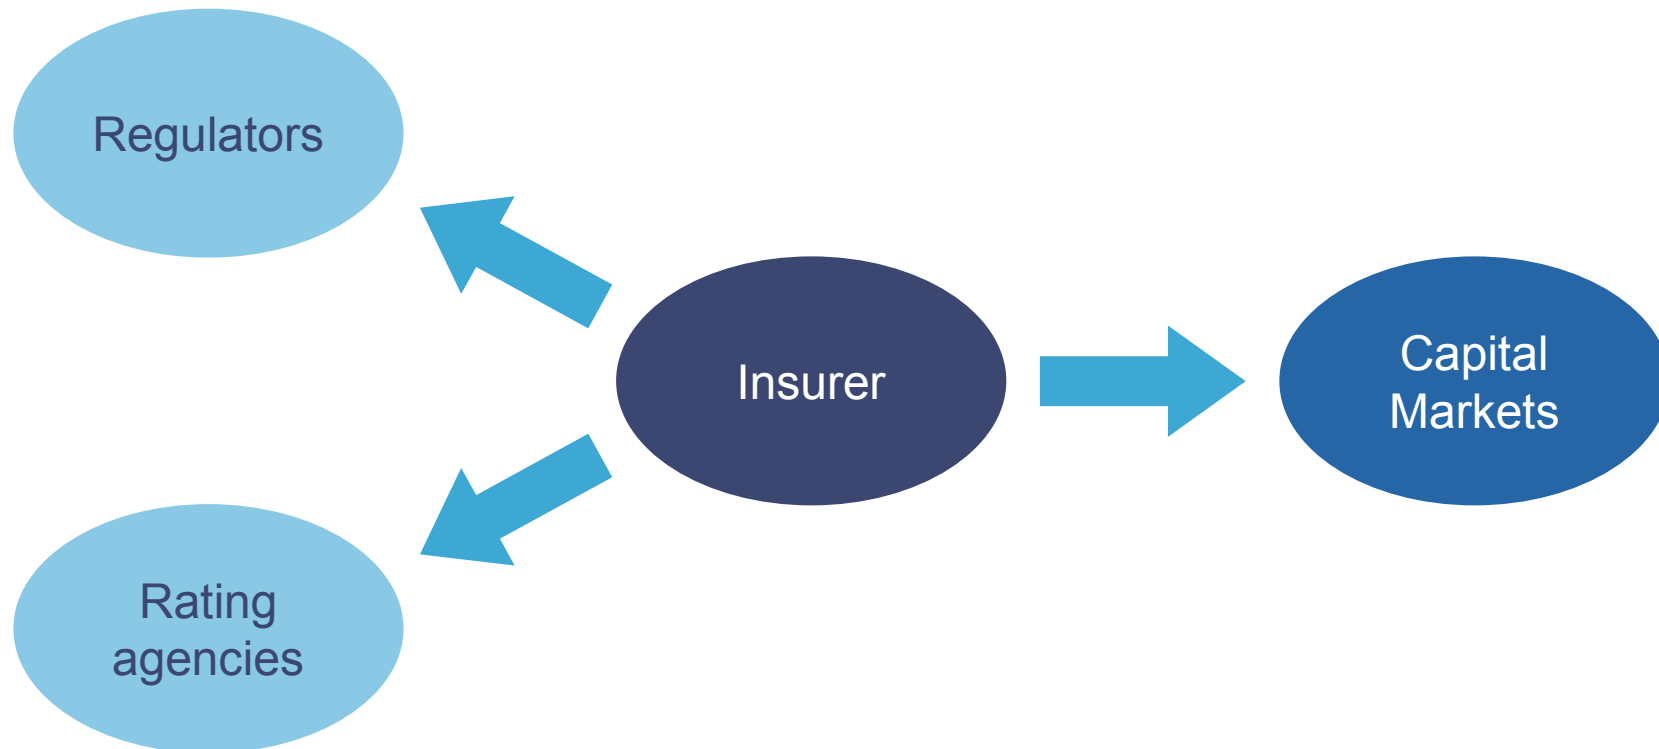 Regulators
Insurer
Capital
Markets
Rating
agencies